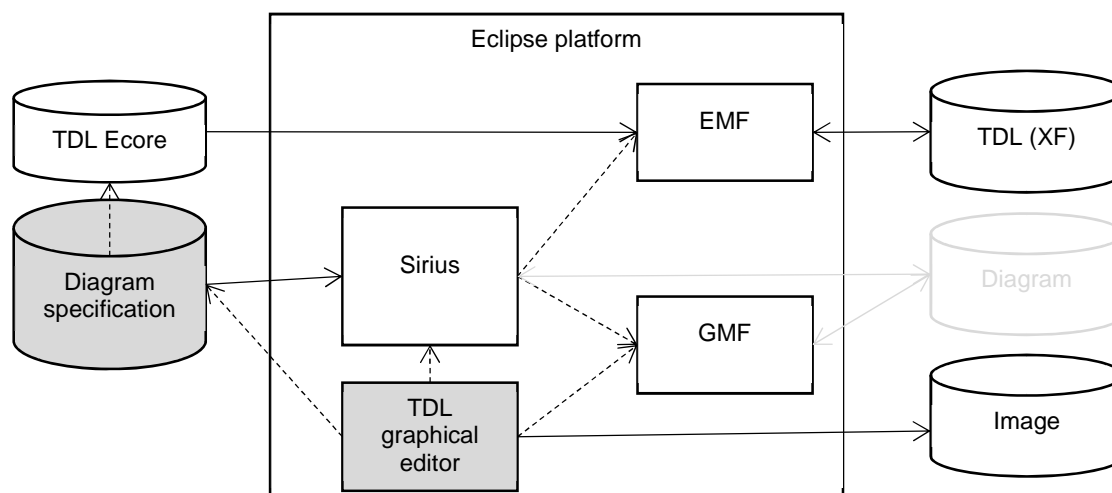 Eclipse platform
TDL Ecore
EMF
TDL (XF)
Diagram
specification
Sirius
Diagram
GMF
TDL
graphical
editor
Image